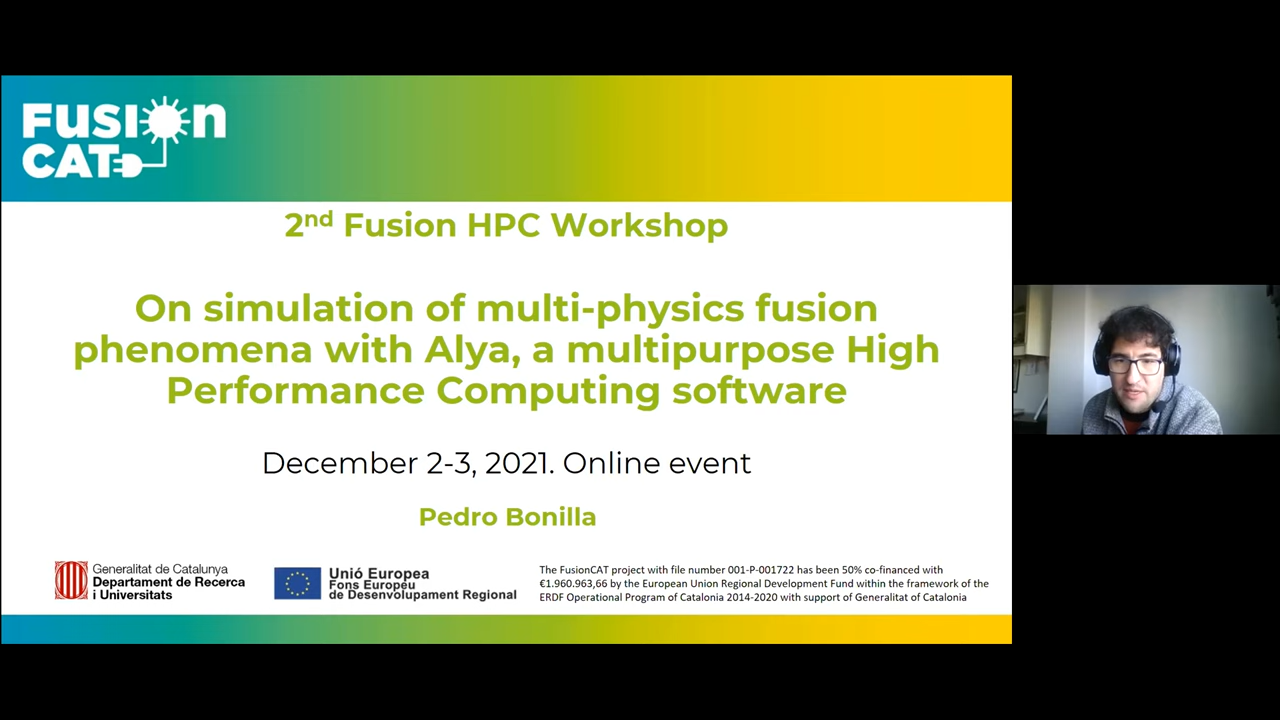 FUSION
CAT
2nd Fusion HPC Workshop
On simulation of multi-physics fusion
phenomena with Alya, a multipurpose High
Performance Computing software
December 2-3, 2021. Online event
Pedro Bonilla
Generalitat de Catalunya
Departament de Recerca
i Universitats
Unió Europea
Fons Europeu
de Desenvolupament Regional
The FusionCAT project with file number 001-P-001722 has been 50% co-financed with
€1.960.963,66 by the European Union Regional Development Fund within the framework of the
ERDF Operational Program of Catalonia 2014-2020 with support of Generalitat of Catalonia